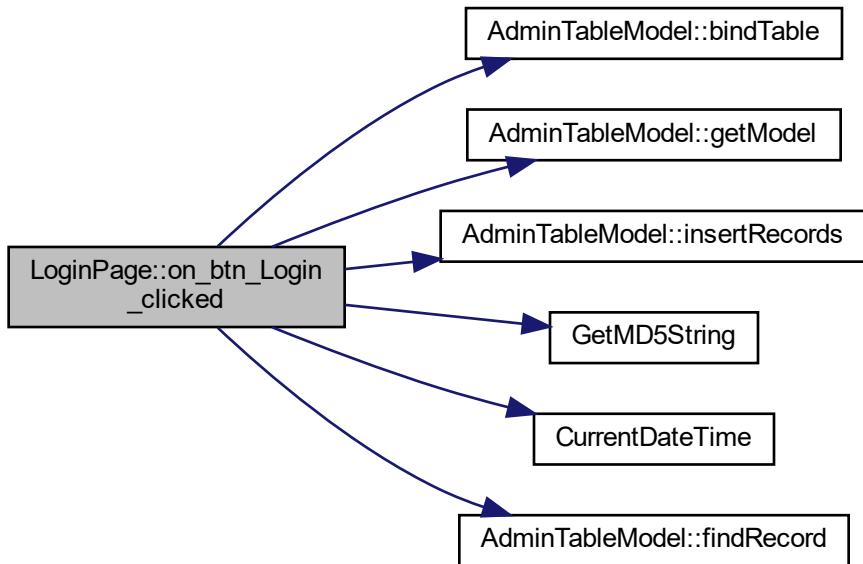 AdminTableModel::bindTable
AdminTableModel::getModel
AdminTableModel::insertRecords
LoginPage::on_btn_Login
_clicked
GetMD5String
CurrentDateTime
AdminTableModel::findRecord